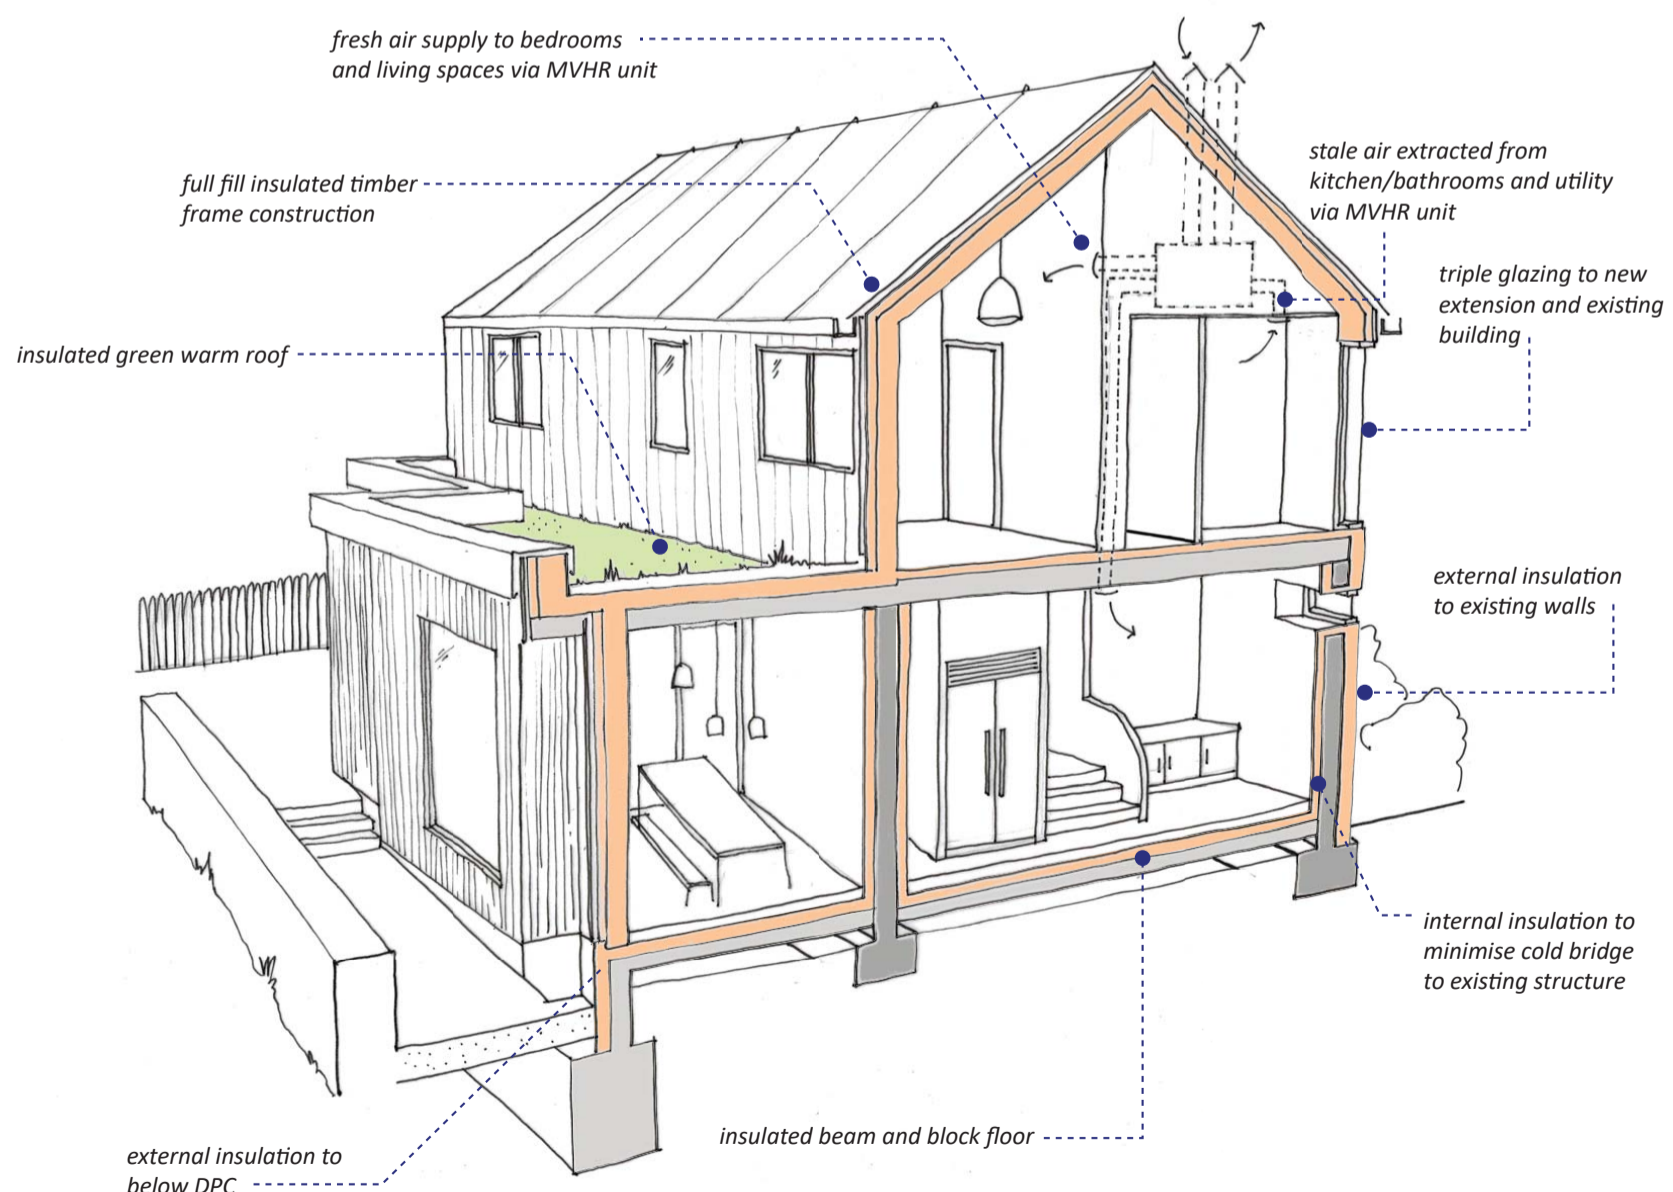 fresh air supply to bedrooms
and living spaces via MVHR unit
stale air extracted from
kitchen/bathrooms and utility
via MVHR unit
full fill insulated timber
frame construction
triple glazing to new
extension and existing
building
insulated green warm roof
external insulation
to existing walls
internal insulation to
minimise cold bridge
to existing structure
insulated beam and block floor
external insulation to
below DPC